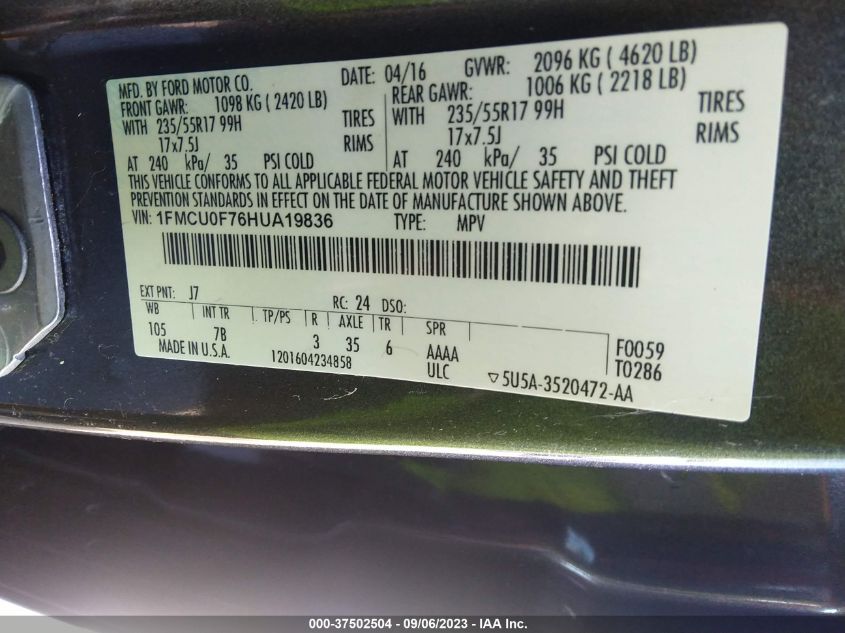 MFD. BY FORD MOTOR CO. DATE: 04/16 GVWR: 2096 KG ( 4620 LB)
FRONT GAWR: 1098 KG ( 2420 LB) REAR GAWR: 1006 KG ( 2218 LB)
WITH 235/55R17 99H TIRES WITH 235/55R17 99H TIRES
17x7.5J RIMS 17x7.5J RIMS
AT 240 kPa/ 35 PSI COLD AT 240 kPa/ 35 PSI COLD
THIS VEHICLE CONFORMS TO ALL APPLICABLE FEDERAL MOTOR VEHICLE SAFETY AND THEFT
PREVENTION STANDARDS IN EFFECT ON THE DATE OF MANUFACTURE SHOWN ABOVE.
VIN: 1FMCU0F76HUA19836 TYPE: MPV
EXT PNT: J7 RC: 24 DSO:
WB INT TR TP/PS R AXLE TR SPR
105 7B 3 35 6 AAAA F0059
MADE IN U.S.A. 1201604234858 ULC T0286
▽5U5A-3520472-AA
000-37502504 - 09/06/2023 - IAA Inc.